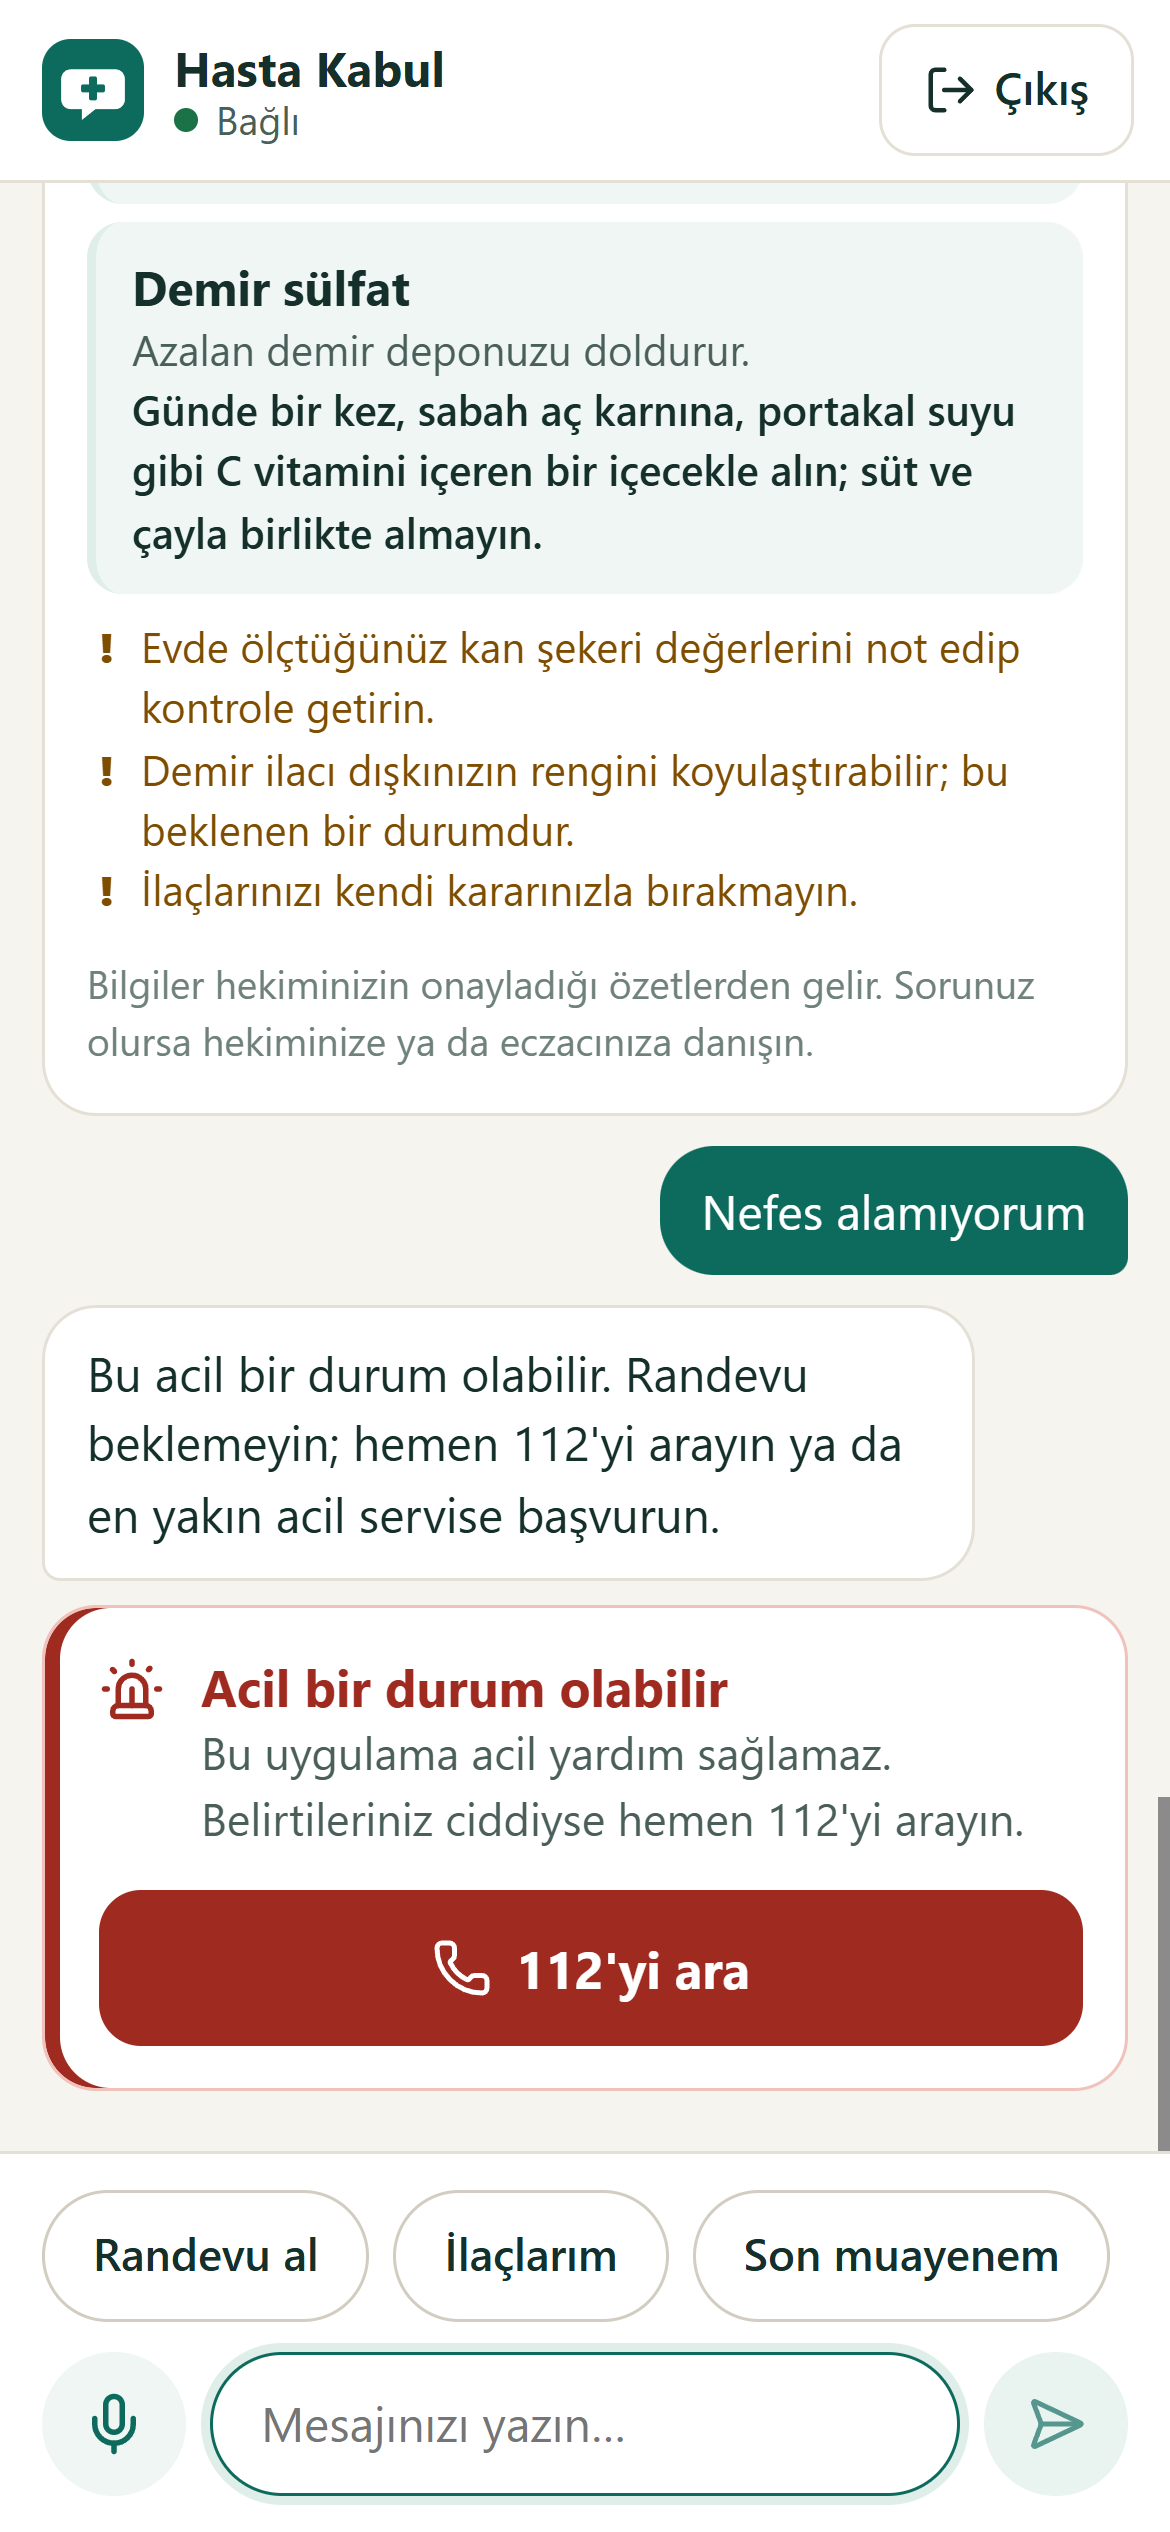 Hasta Kabul
Bağlı
Çıkış
Demir sülfat
Azalan demir deponuzu doldurur.
Günde bir kez, sabah aç karnına, portakal suyu
gibi C vitamini içeren bir içecekle alın; süt ve
çayla birlikte almayın.
! Evde ölçtüğünüz kan şekeri değerlerini not edip
kontrole getirin.
! Demir ilacı dışkınızın rengini koyulaştırabilir; bu
beklenen bir durumdur.
! İlaçlarınızı kendi kararınızla bırakmayın.
Bilgiler hekiminizin onayladığı özetlerden gelir. Sorunuz
olursa hekiminize ya da eczacınıza danışın.
Nefes alamıyorum
Bu acil bir durum olabilir. Randevu
beklemeyin; hemen 112'yi arayın ya da
en yakın acil servise başvurun.
Acil bir durum olabilir
Bu uygulama acil yardım sağlamaz.
Belirtileriniz ciddiyse hemen 112'yi arayın.
112'yi ara
Randevu al
İlaçlarım
Son muayenem
Mesajınızı yazın...